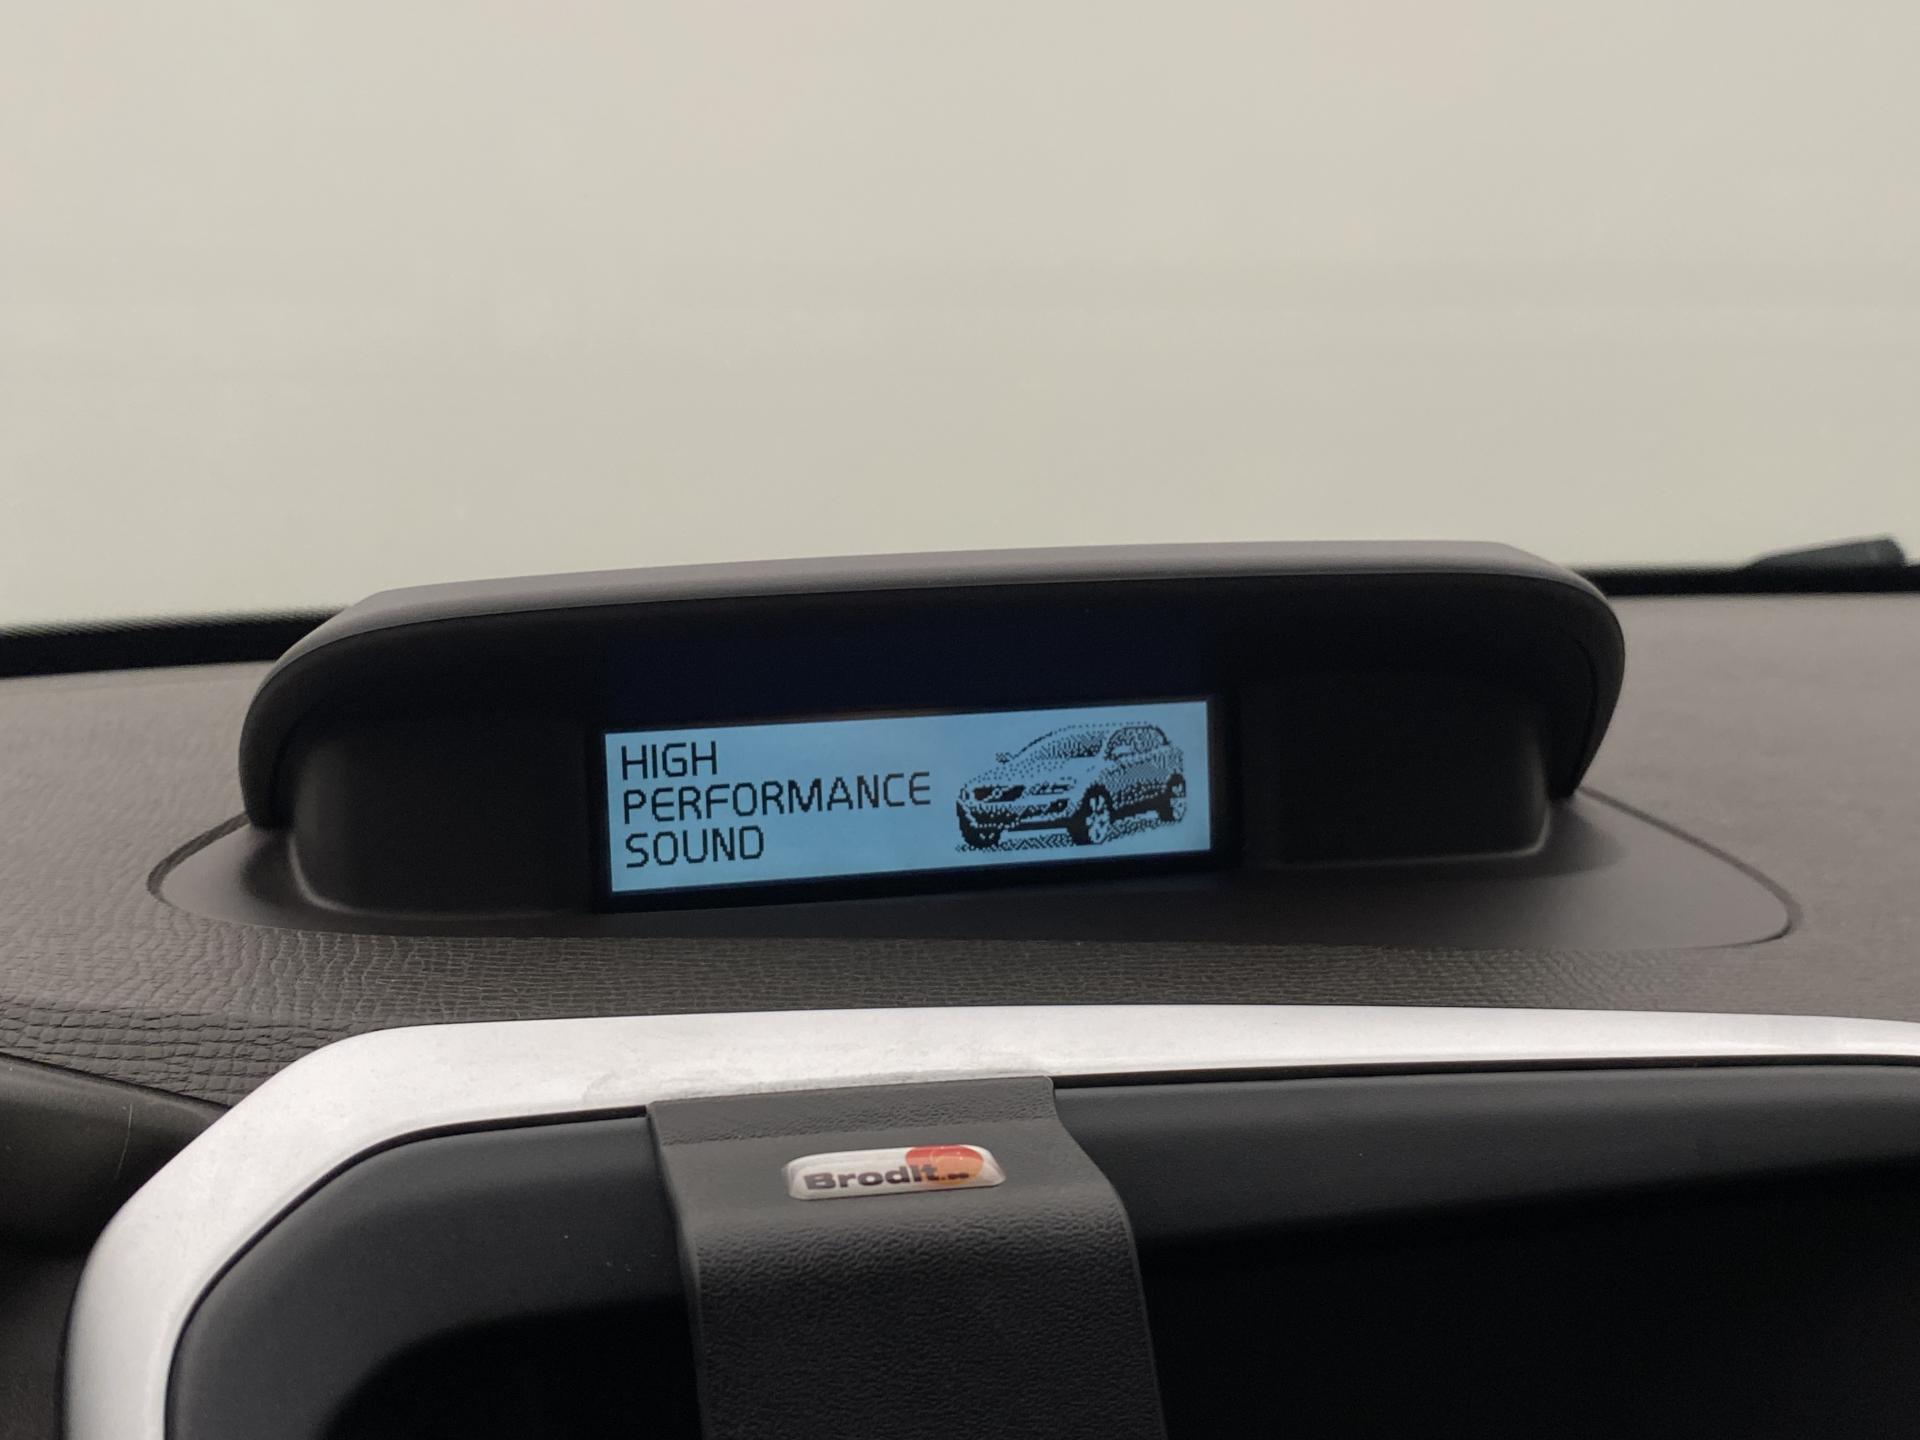 HIGH
PERFORMANCE
SOUND
Brodit